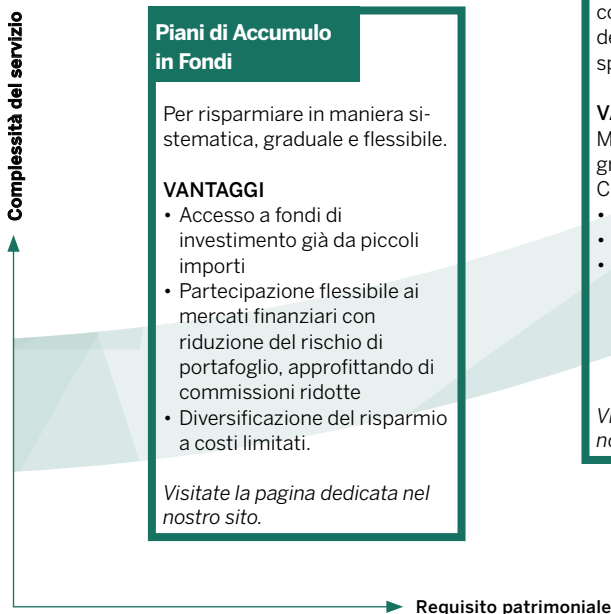 Complessità del servizio
Piani di Accumulo
in Fondi
Per risparmiare in maniera si-
stematica, graduale e flessibile.
VANTAGGI
• Accesso a fondi di
investimento già da piccoli
importi
• Partecipazione flessibile ai
mercati finanziari con
riduzione del rischio di
portafoglio, approfittando di
commissioni ridotte
• Diversificazione del risparmio
a costi limitati.
Visitate la pagina dedicata nel
nostro sito.
Requisito patrimoniale